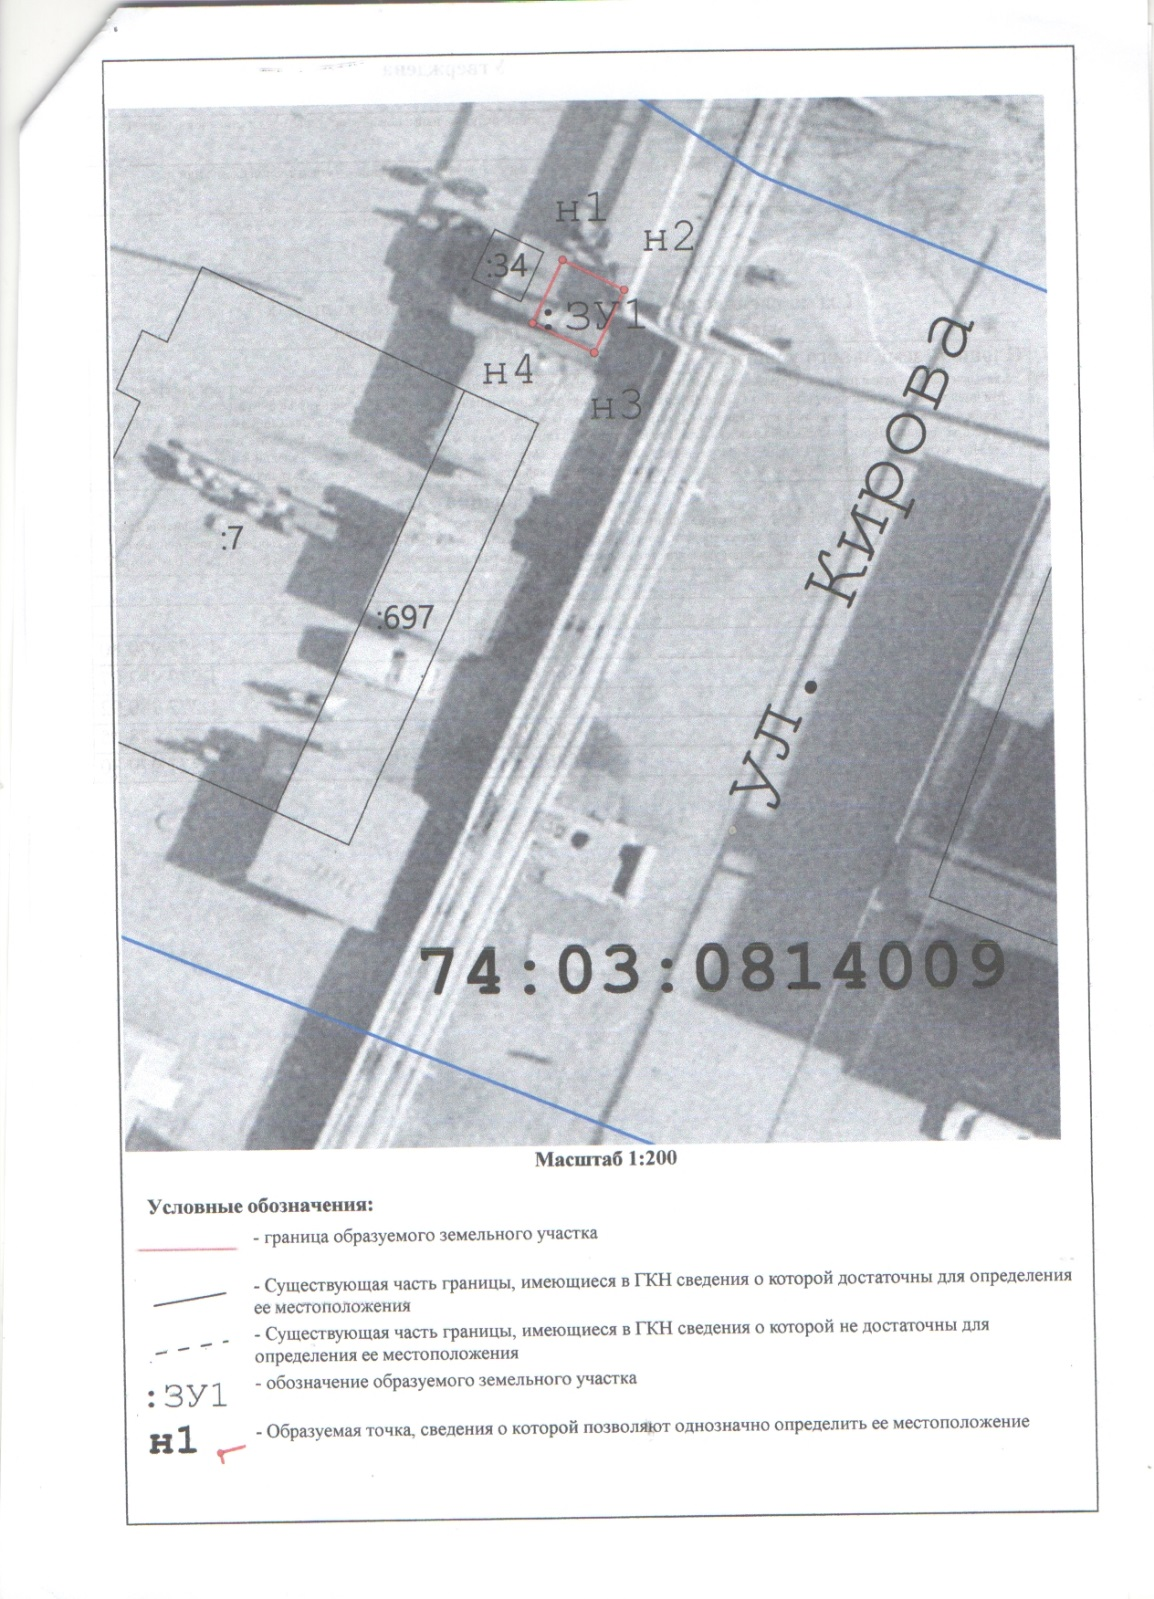 Утверждена
н1
н2
:34
:ЗУ1
н4
н3
ул. Кирова
:7
:697
74:03:0814009
Масштаб 1:200
Условные обозначения:
- граница образуемого земельного участка
- Существующая часть границы, имеющиеся в ГКН сведения о которой достаточны для определения
ее местоположения
- Существующая часть границы, имеющиеся в ГКН сведения о которой не достаточны для
определения ее местоположения
:ЗУ1 - обозначение образуемого земельного участка
н1 - Образуемая точка, сведения о которой позволяют однозначно определить ее местоположение